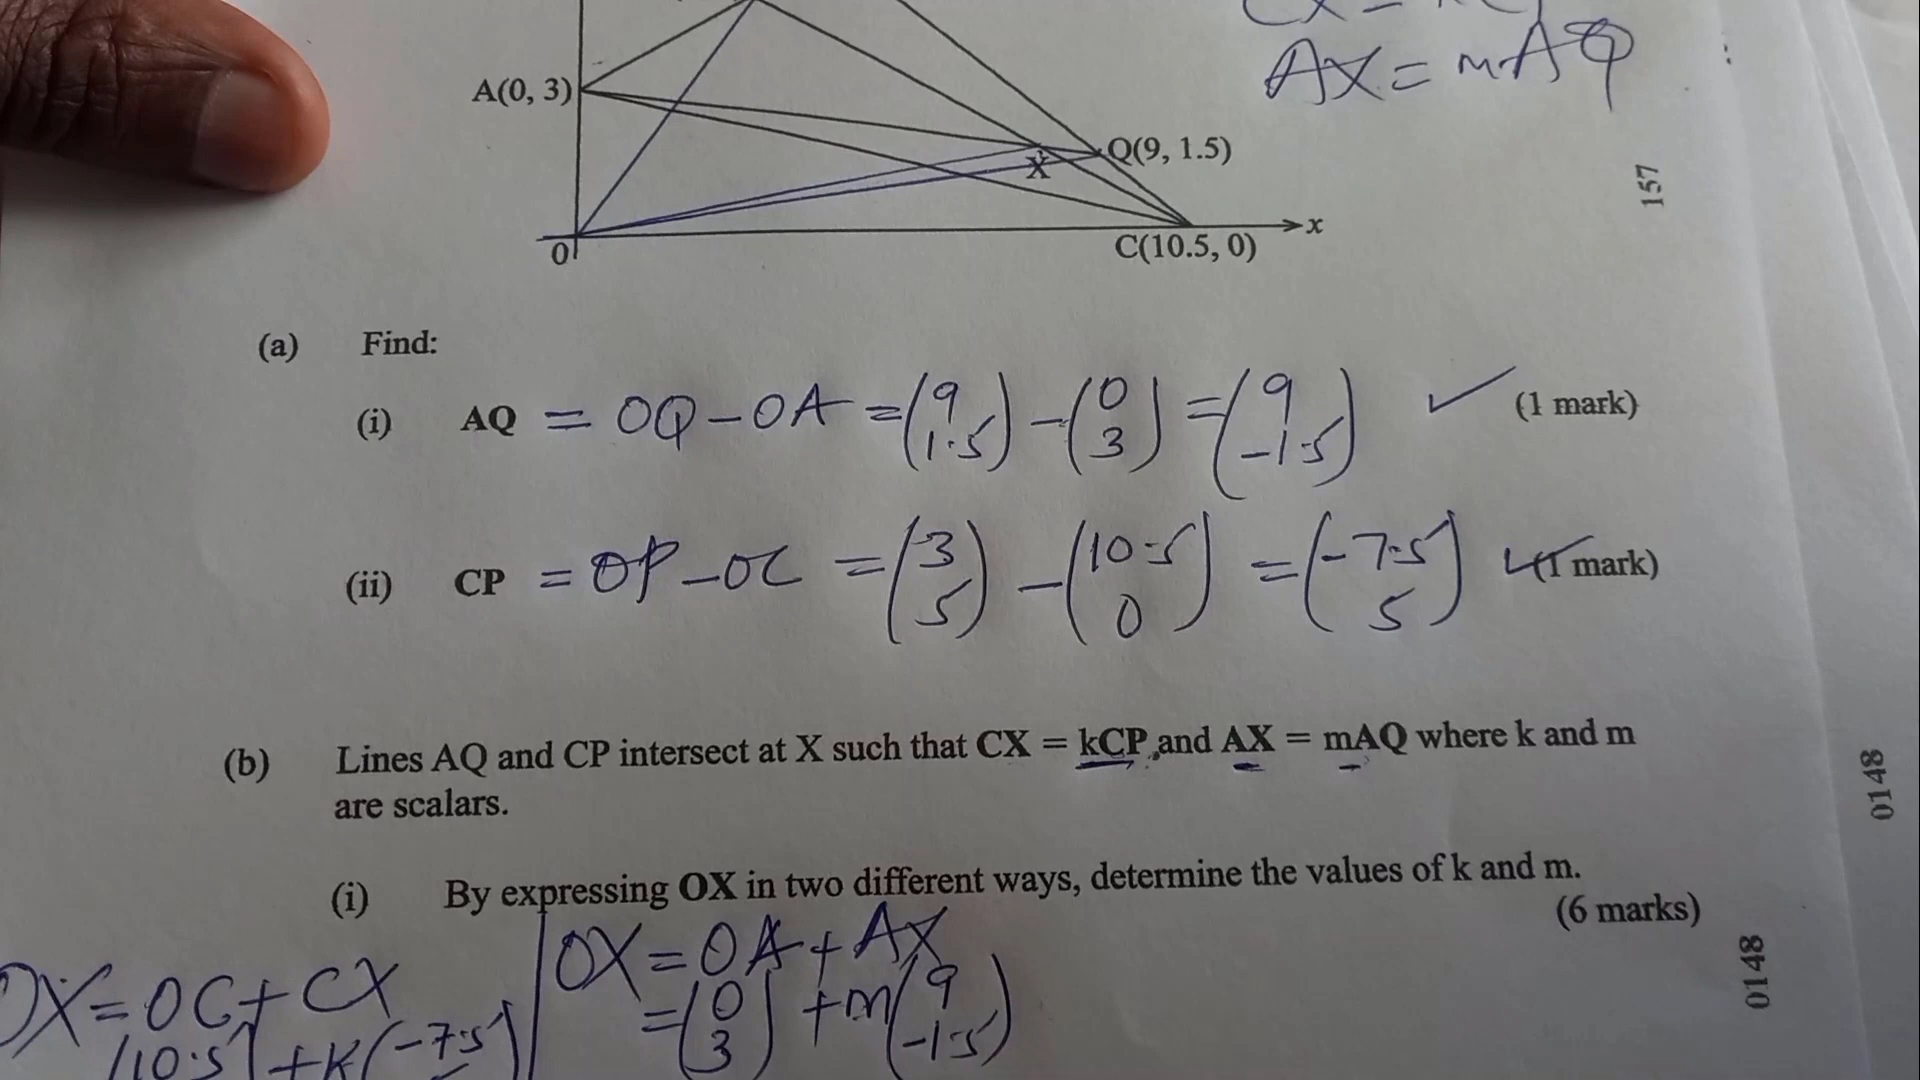 AX = mAQ
A(0, 3)
X
Q(9, 1.5)
157
0
C(10.5, 0)
x
(a) Find:
(i) AQ = OQ - OA = (9 1.5) - (0 3) = (9 -1.5) ✓ (1 mark)
(ii) CP = OP - OC = (3 5) - (10.5 0) = (-7.5 5) ✓ (1 mark)
(b) Lines AQ and CP intersect at X such that CX = kCP and AX = mAQ where k and m
are scalars.
0148
(i) By expressing OX in two different ways, determine the values of k and m.
(6 marks)
0148
OX = OC + CX
10.5 + K(-7.5
OX = OA + AX
= (0 3) + m(9 -1.5)